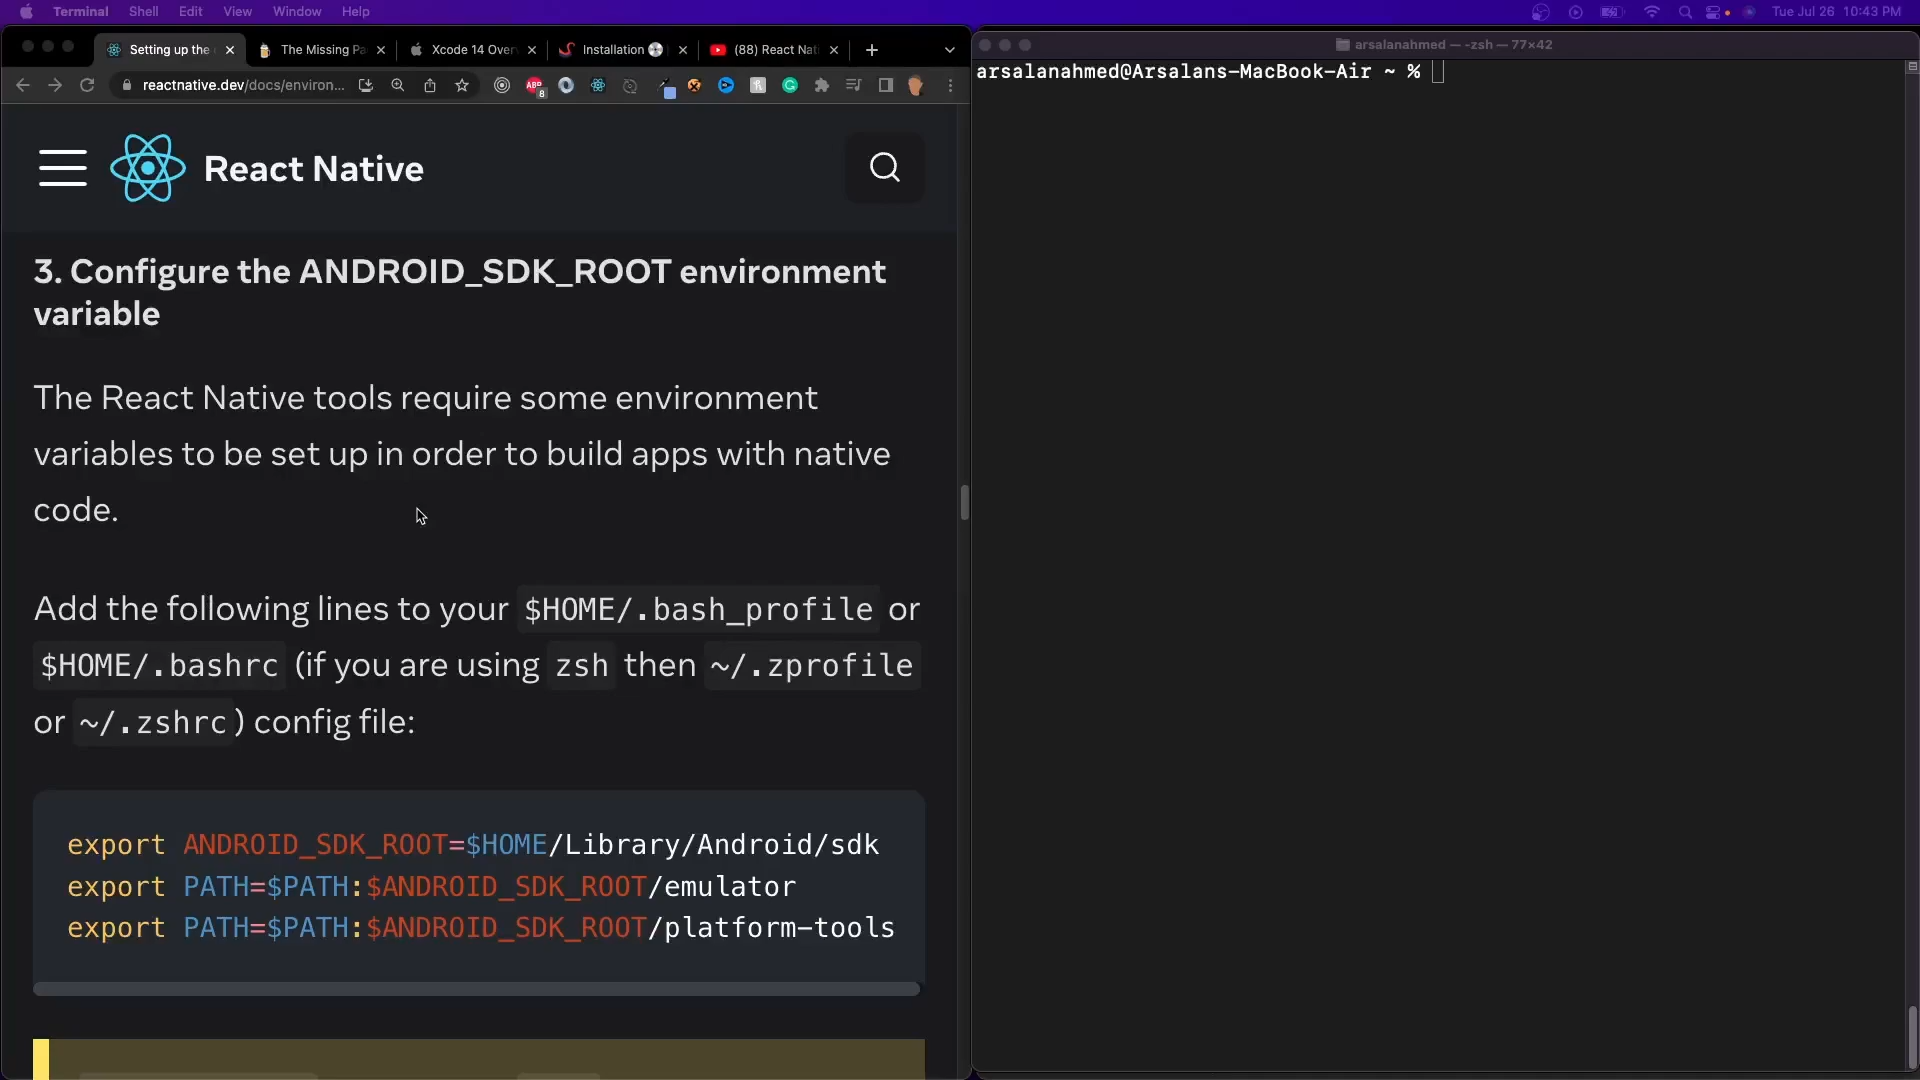 Terminal Shell Edit View Window Help Tue Jul 26 10:43 PM
Setting up the The Missing Pa Xcode 14 Over Installation (88) React Nati
arsalanahmed — -zsh — 77×42
reactnative.dev/docs/environ... ABP 8
arsalanahmed@Arsalans-MacBook-Air ~ %
React Native
3. Configure the ANDROID_SDK_ROOT environment
variable
The React Native tools require some environment
variables to be set up in order to build apps with native
code.
Add the following lines to your $HOME/.bash_profile or
$HOME/.bashrc (if you are using zsh then ~/.zprofile
or ~/.zshrc) config file:
export ANDROID_SDK_ROOT=$HOME/Library/Android/sdk
export PATH=$PATH:$ANDROID_SDK_ROOT/emulator
export PATH=$PATH:$ANDROID_SDK_ROOT/platform-tools